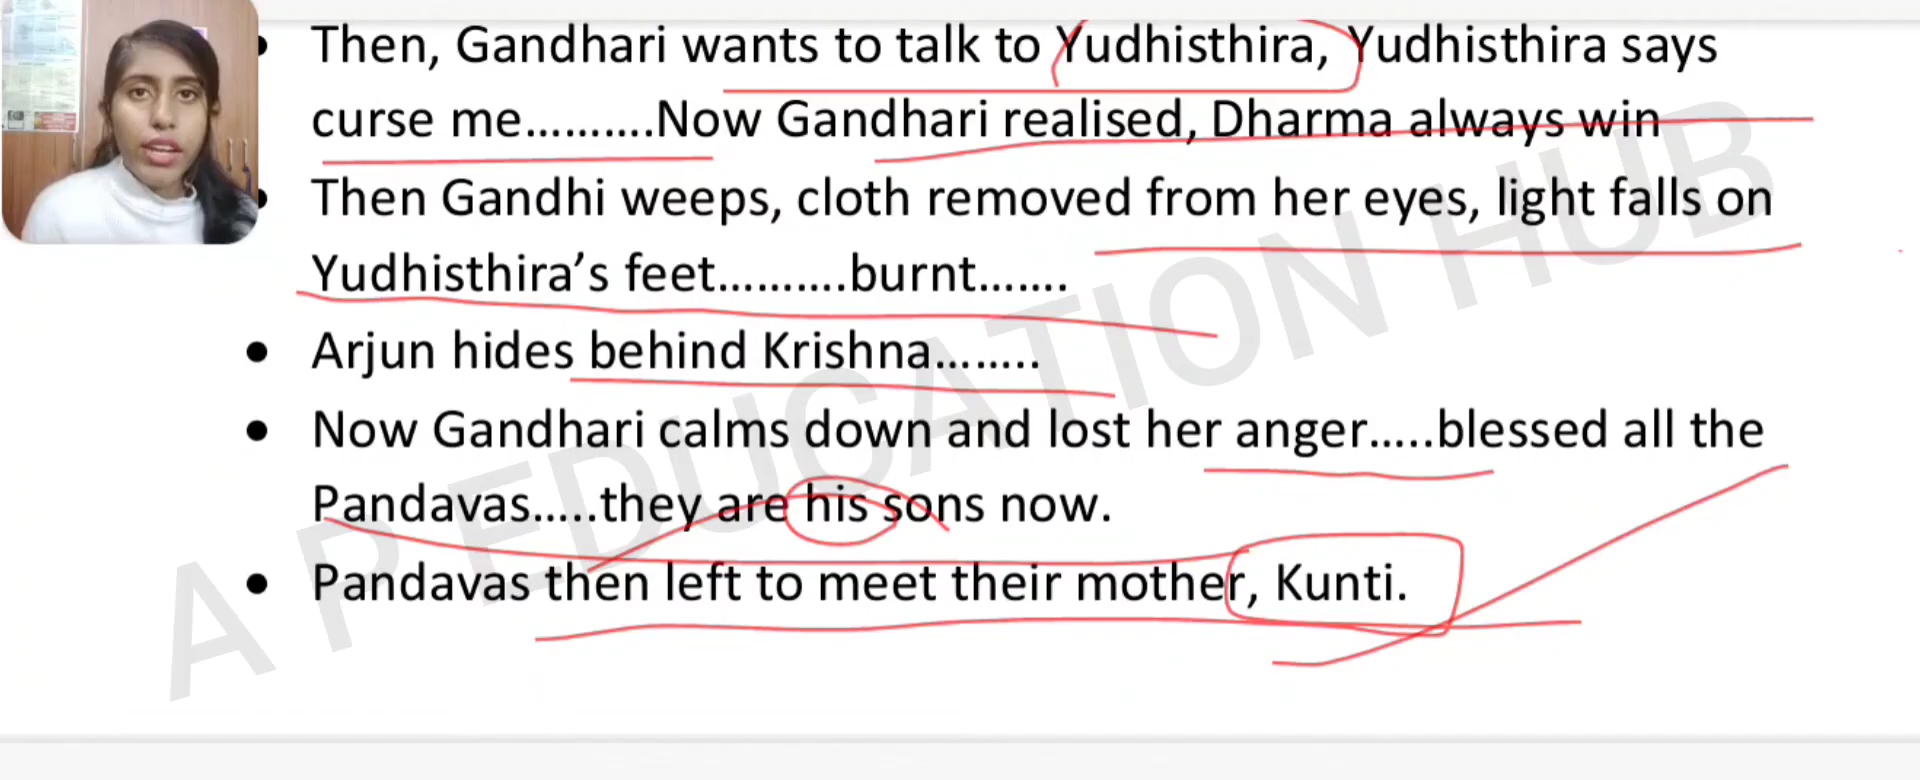 • Then, Gandhari wants to talk to Yudhisthira, Yudhisthira says
curse me..........Now Gandhari realised, Dharma always win
• Then Gandhi weeps, cloth removed from her eyes, light falls on
Yudhisthira's feet..........burnt.......
• Arjun hides behind Krishna........
• Now Gandhari calms down and lost her anger.....blessed all the
Pandavas.....they are his sons now.
• Pandavas then left to meet their mother, Kunti.
A P EDUCATION HUB